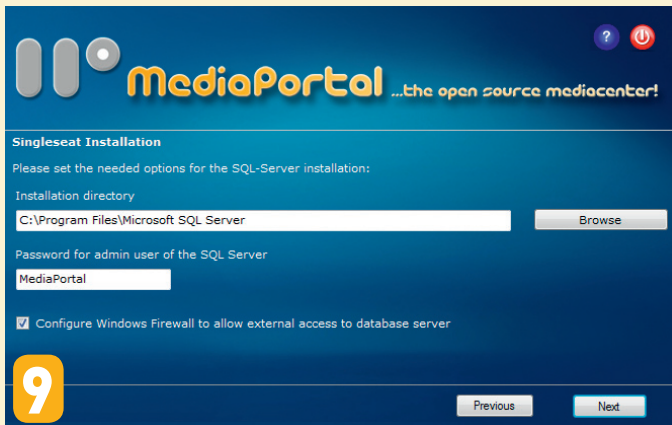 ?
MediaPortal ...the open source mediacenter!
Singleseat Installation
Please set the needed options for the SQL-Server installation:
Installation directory
C:\Program Files\Microsoft SQL Server
Browse
Password for admin user of the SQL Server
MediaPortal
Configure Windows Firewall to allow external access to database server
9
Previous
Next